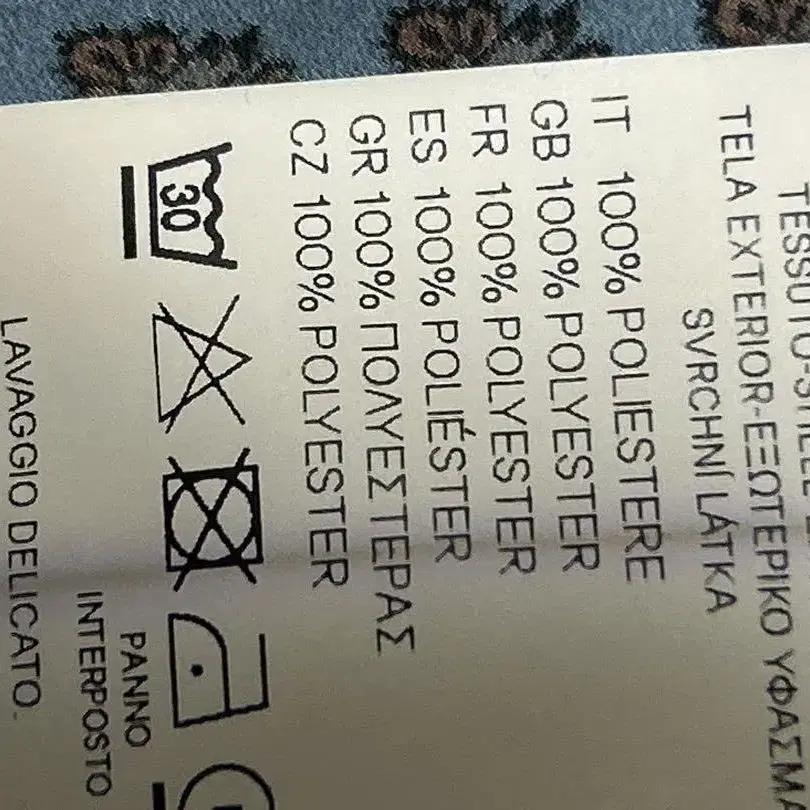 TESSUTO-
TELA EXTERIOR-ΕΞΩΤΕΡΙΚΟ ΥΦΑΣΜΑ
SVRCHNÍ LÁTKA
IT 100% POLIESTERE
GB 100% POLYESTER
FR 100% POLYESTER
ES 100% POLIÉSTER
GR 100% ΠΟΛΥΕΣΤΕΡΑΣ
CZ 100% POLYESTER
30
PANNO
INTERPOSTO
LAVAGGIO DELICATO.